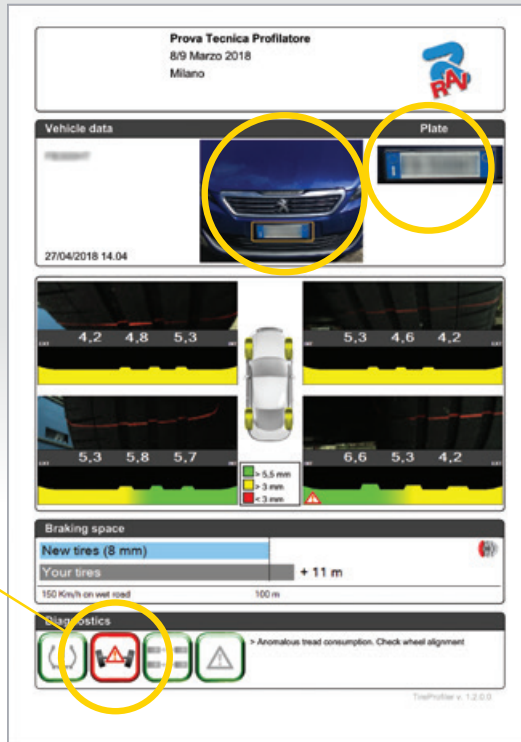 Prova Tecnica Profilatore
8/9 Marzo 2018
Milano
RAV
Vehicle data
Plate
27/04/2018 14.04
4,2 4,8 5,3
5,3 4,6 4,2
5,3 5,8 5,7
6,6 5,3 4,2
> 5,5 mm
> 3 mm
< 3 mm
Braking space
New tires (8 mm)
Your tires + 11 m
150 Km/h on wet road 100 m
Diagnostics
> Anomalous tread consumption. Check wheel alignment
TireProfiler v. 1.2.0.0